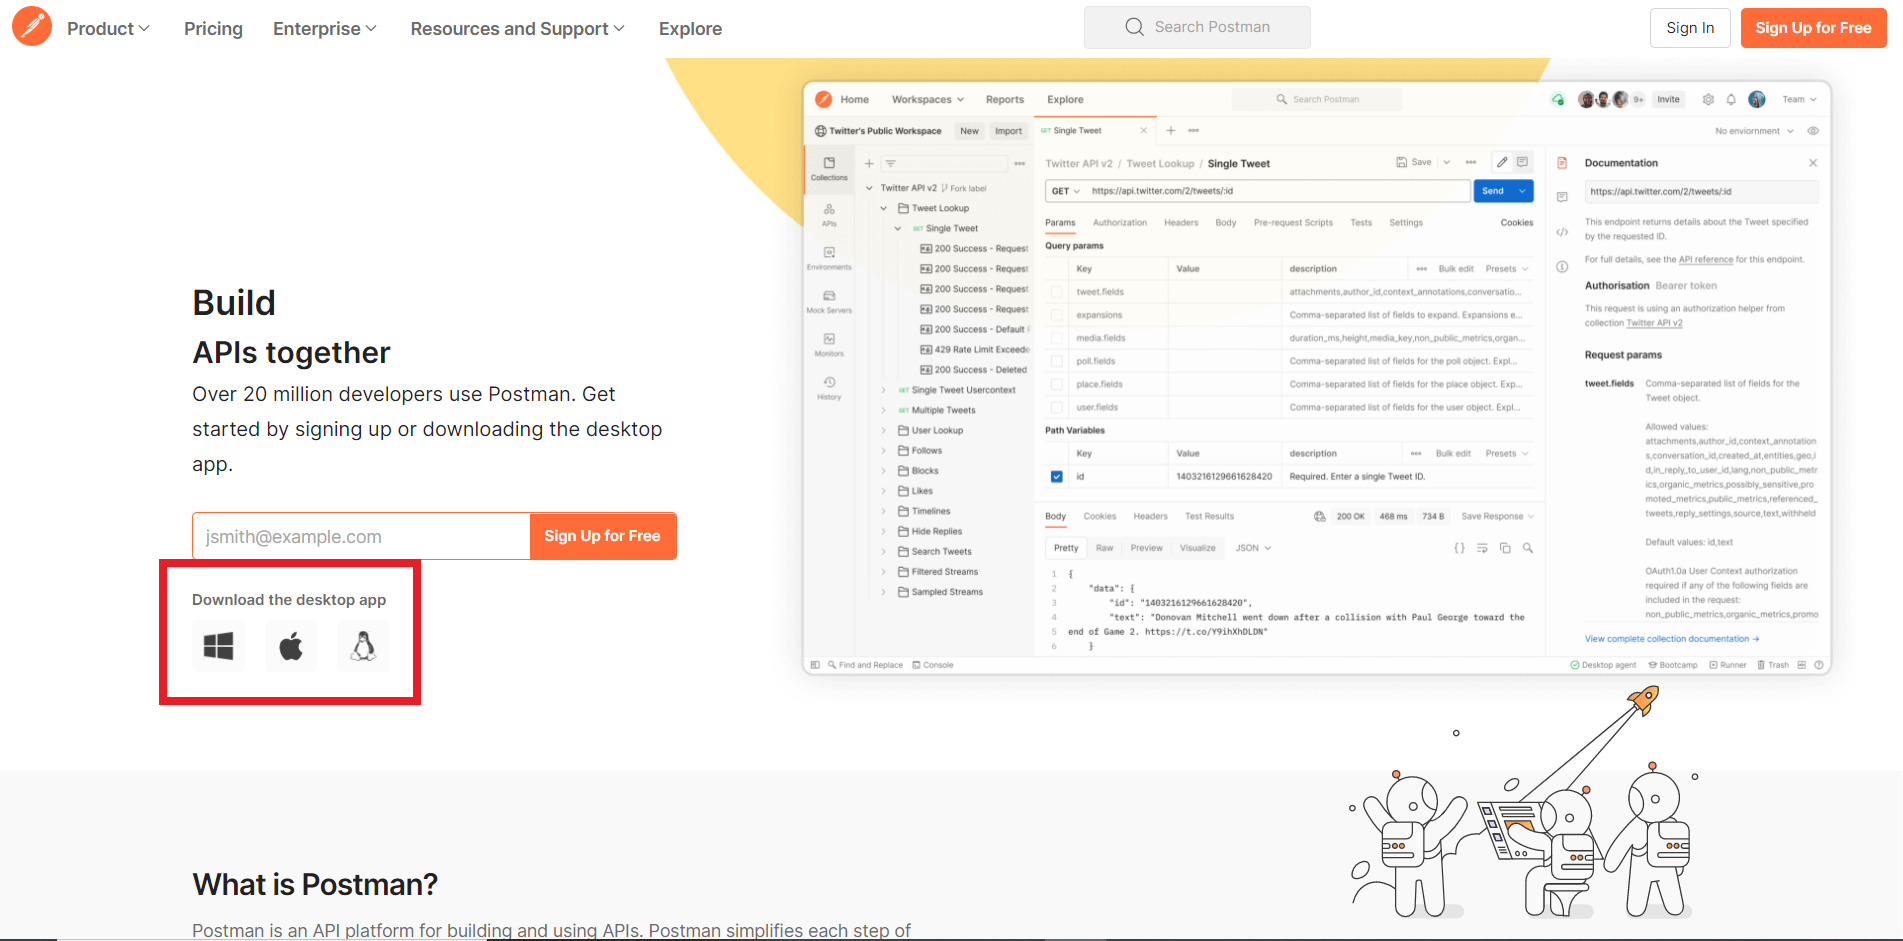 Product
Pricing
Enterprise
Resources and Support
Explore
Search Postman
Sign In
Sign Up for Free
Build
APIs together
Over 20 million developers use Postman. Get
started by signing up or downloading the desktop
app.
jsmith@example.com
Sign Up for Free
Download the desktop app
Home
Workspaces
Reports
Explore
Search Postman
9+
Invite
Team
Twitter's Public Workspace
New
Import
GET Single Tweet
No enviornment
Collections
APIs
Environments
Mock Servers
Monitors
History
Twitter API v2 Fork label
Tweet Lookup
GET Single Tweet
200 Success - Request
200 Success - Request
200 Success - Request
200 Success - Request
200 Success - Default
429 Rate Limit Exceede
200 Success - Deleted
GET Single Tweet Usercontext
GET Multiple Tweets
User Lookup
Follows
Blocks
Likes
Timelines
Hide Replies
Search Tweets
Filtered Streams
Sampled Streams
Twitter API v2 / Tweet Lookup / Single Tweet
Save
GET https://api.twitter.com/2/tweets/:id
Send
Params Authorization Headers Body Pre-request Scripts Tests Settings Cookies
Query params
Key Value description Bulk edit Presets
tweet.fields attachments,author_id,context_annotations,conversatio...
expansions Comma-separated list of fields to expand. Expansions e...
media.fields duration_ms,height,media_key,non_public_metrics,organ...
poll.fields Comma-separated list of fields for the poll object. Expl...
place.fields Comma-separated list of fields for the place object. Exp...
user.fields Comma-separated list of fields for the user object. Expl...
Path Variables
Key Value description Bulk edit Presets
id 1403216129661628420 Required. Enter a single Tweet ID.
Body Cookies Headers Test Results 200 OK 468 ms 734 B Save Response
Pretty Raw Preview Visualize JSON
1 {
2 "data": {
3 "id": "1403216129661628420",
4 "text": "Donovan Mitchell went down after a collision with Paul George toward the
5 end of Game 2. https://t.co/Y9ihXhDLDN"
6 }
Documentation
https://api.twitter.com/2/tweets/:id
This endpoint returns details about the Tweet specified
by the requested ID.
For full details, see the API reference for this endpoint.
Authorisation Bearer token
This request is using an authorization helper from
collection Twitter API v2
Request params
tweet.fields Comma-separated list of fields for the
Tweet object.
Allowed values:
attachments,author_id,context_annotation
s,conversation_id,created_at,entities,geo,i
d,in_reply_to_user_id,lang,non_public_metr
ics,organic_metrics,possibly_sensitive,pro
moted_metrics,public_metrics,referenced_
tweets,reply_settings,source,text,withheld
Default values: id,text
OAuth1.0a User Context authorization
required if any of the following fields are
included in the request:
non_public_metrics,organic_metrics,promo
View complete collection documentation →
Find and Replace Console
Desktop agent Bootcamp Runner Trash
What is Postman?
Postman is an API platform for building and using APIs. Postman simplifies each step of